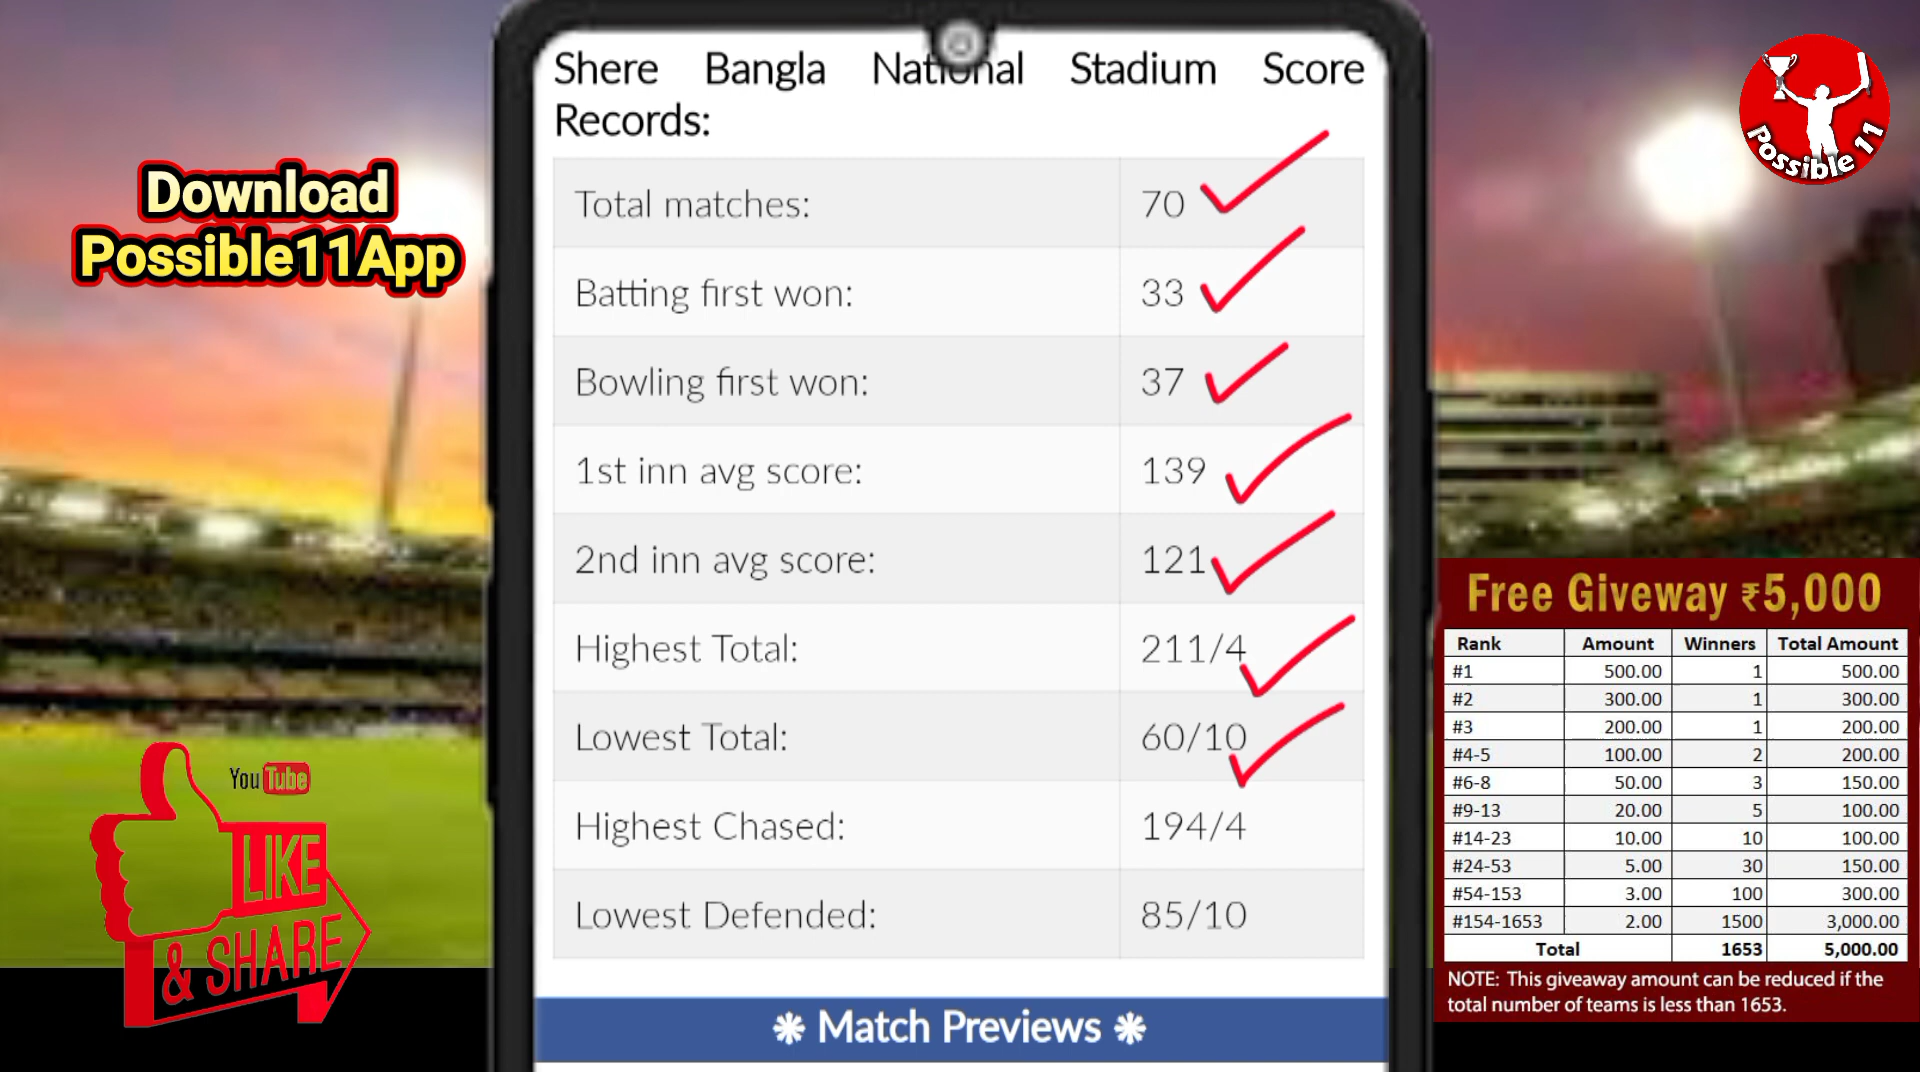 Shere Bangla National Stadium Score
Records:
Total matches: 70
Batting first won: 33
Bowling first won: 37
1st inn avg score: 139
2nd inn avg score: 121
Highest Total: 211/4
Lowest Total: 60/10
Highest Chased: 194/4
Lowest Defended: 85/10
❋ Match Previews ❋
Download
Possible11App
YouTube
LIKE
& SHARE
Possible 11
Free Giveway ₹5,000
Rank Amount Winners Total Amount
#1 500.00 1 500.00
#2 300.00 1 300.00
#3 200.00 1 200.00
#4-5 100.00 2 200.00
#6-8 50.00 3 150.00
#9-13 20.00 5 100.00
#14-23 10.00 10 100.00
#24-53 5.00 30 150.00
#54-153 3.00 100 300.00
#154-1653 2.00 1500 3,000.00
Total 1653 5,000.00
NOTE: This giveaway amount can be reduced if the
total number of teams is less than 1653.